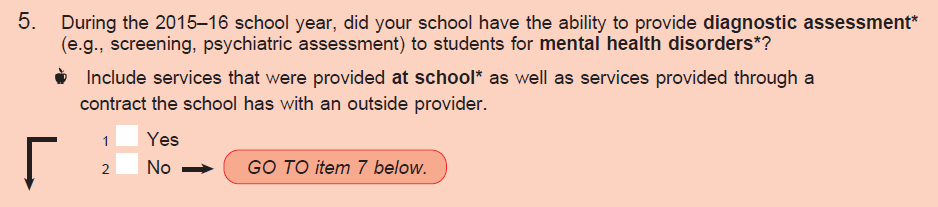 5. During the 2015–16 school year, did your school have the ability to provide diagnostic assessment*
(e.g., screening, psychiatric assessment) to students for mental health disorders*?
Include services that were provided at school* as well as services provided through a
contract the school has with an outside provider.
1 Yes
2 No GO TO item 7 below.